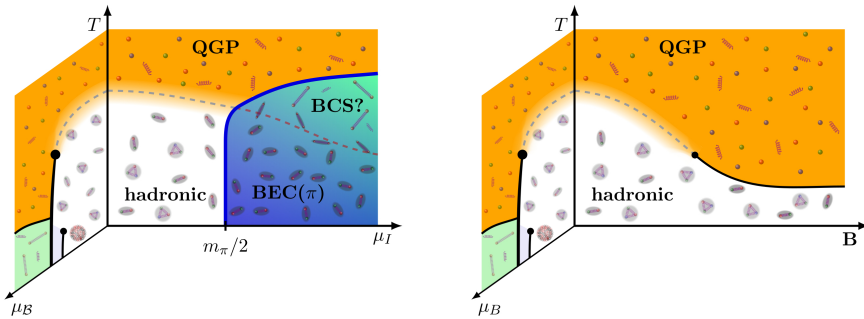 T
QGP
BCS?
hadronic
BEC(π)
m_π/2
μ_I
μ_ℬ
T
QGP
hadronic
B
μ_B